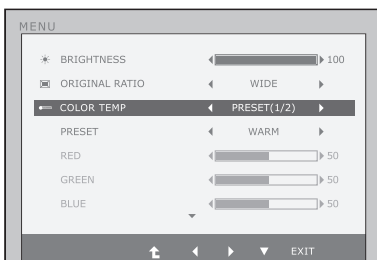 MENU
BRIGHTNESS 100
ORIGINAL RATIO WIDE
COLOR TEMP PRESET(1/2)
PRESET WARM
RED 50
GREEN 50
BLUE 50
EXIT